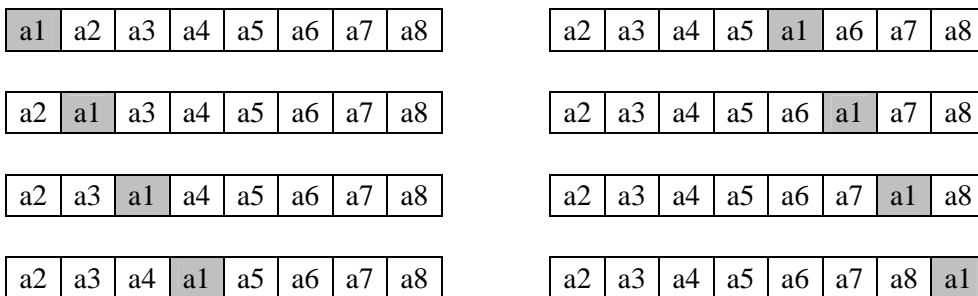 a1 a2 a3 a4 a5 a6 a7 a8
a2 a1 a3 a4 a5 a6 a7 a8
a2 a3 a1 a4 a5 a6 a7 a8
a2 a3 a4 a1 a5 a6 a7 a8
a2 a3 a4 a5 a1 a6 a7 a8
a2 a3 a4 a5 a6 a1 a7 a8
a2 a3 a4 a5 a6 a7 a1 a8
a2 a3 a4 a5 a6 a7 a8 a1